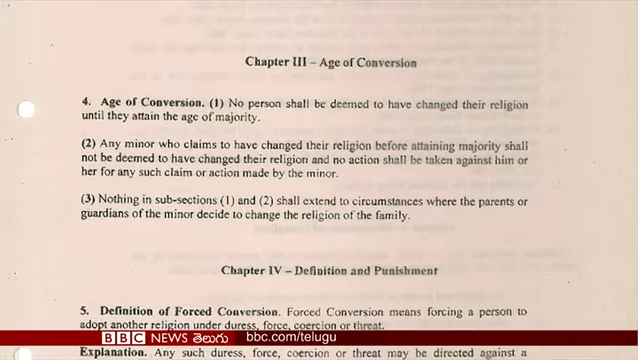 Chapter III – Age of Conversion
4. Age of Conversion. (1) No person shall be deemed to have changed their religion
until they attain the age of majority.
(2) Any minor who claims to have changed their religion before attaining majority shall
not be deemed to have changed their religion and no action shall be taken against him or
her for any such claim or action made by the minor.
(3) Nothing in sub-sections (1) and (2) shall extend to circumstances where the parents or
guardians of the minor decide to change the religion of the family.
Chapter IV – Definition and Punishment
5. Definition of Forced Conversion. Forced Conversion means forcing a person to
adopt another religion under duress, force, coercion or threat.
BBC NEWS తెలుగు bbc.com/telugu
Explanation. Any such duress, force, coercion or threat may be directed against a